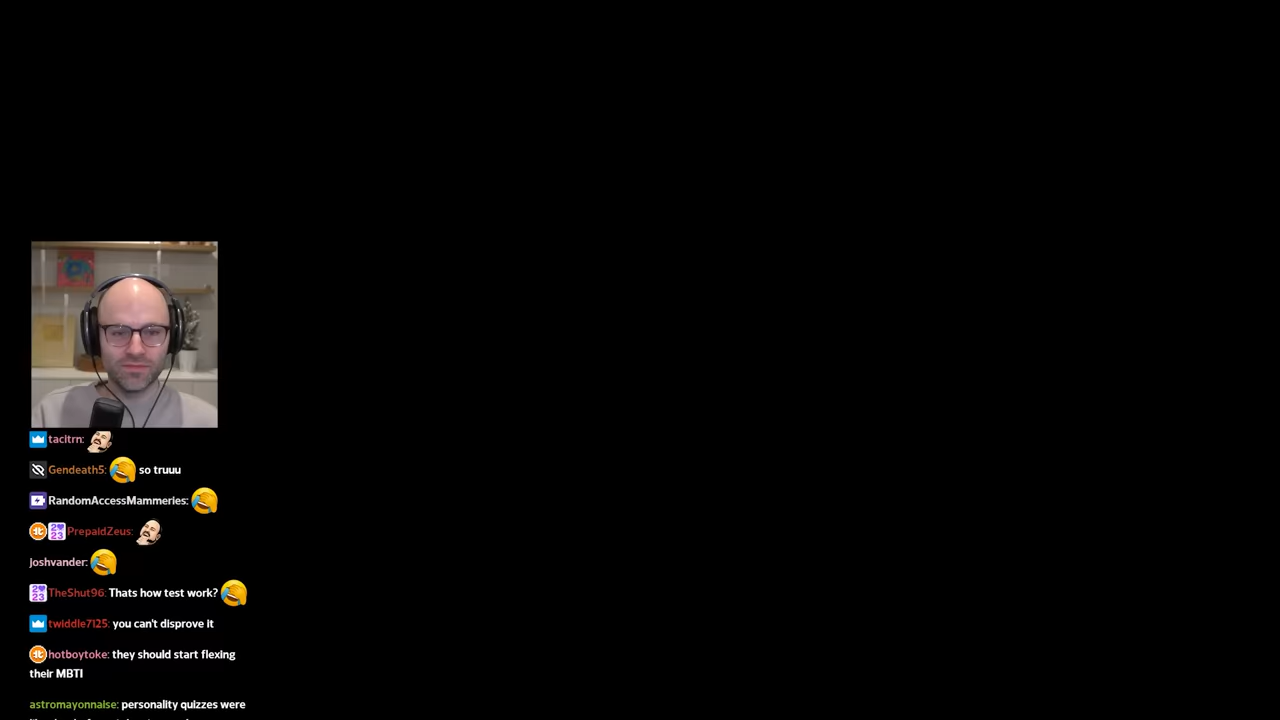 tacitrn:
Gendeath5: so truuu
RandomAccessMammeries:
PrepaidZeus:
Joshvander:
TheShut96: Thats how test work?
twiddle7125: you can't disprove it
hotboytoke: they should start flexing
their MBTI
astromayonnaise: personality quizzes were